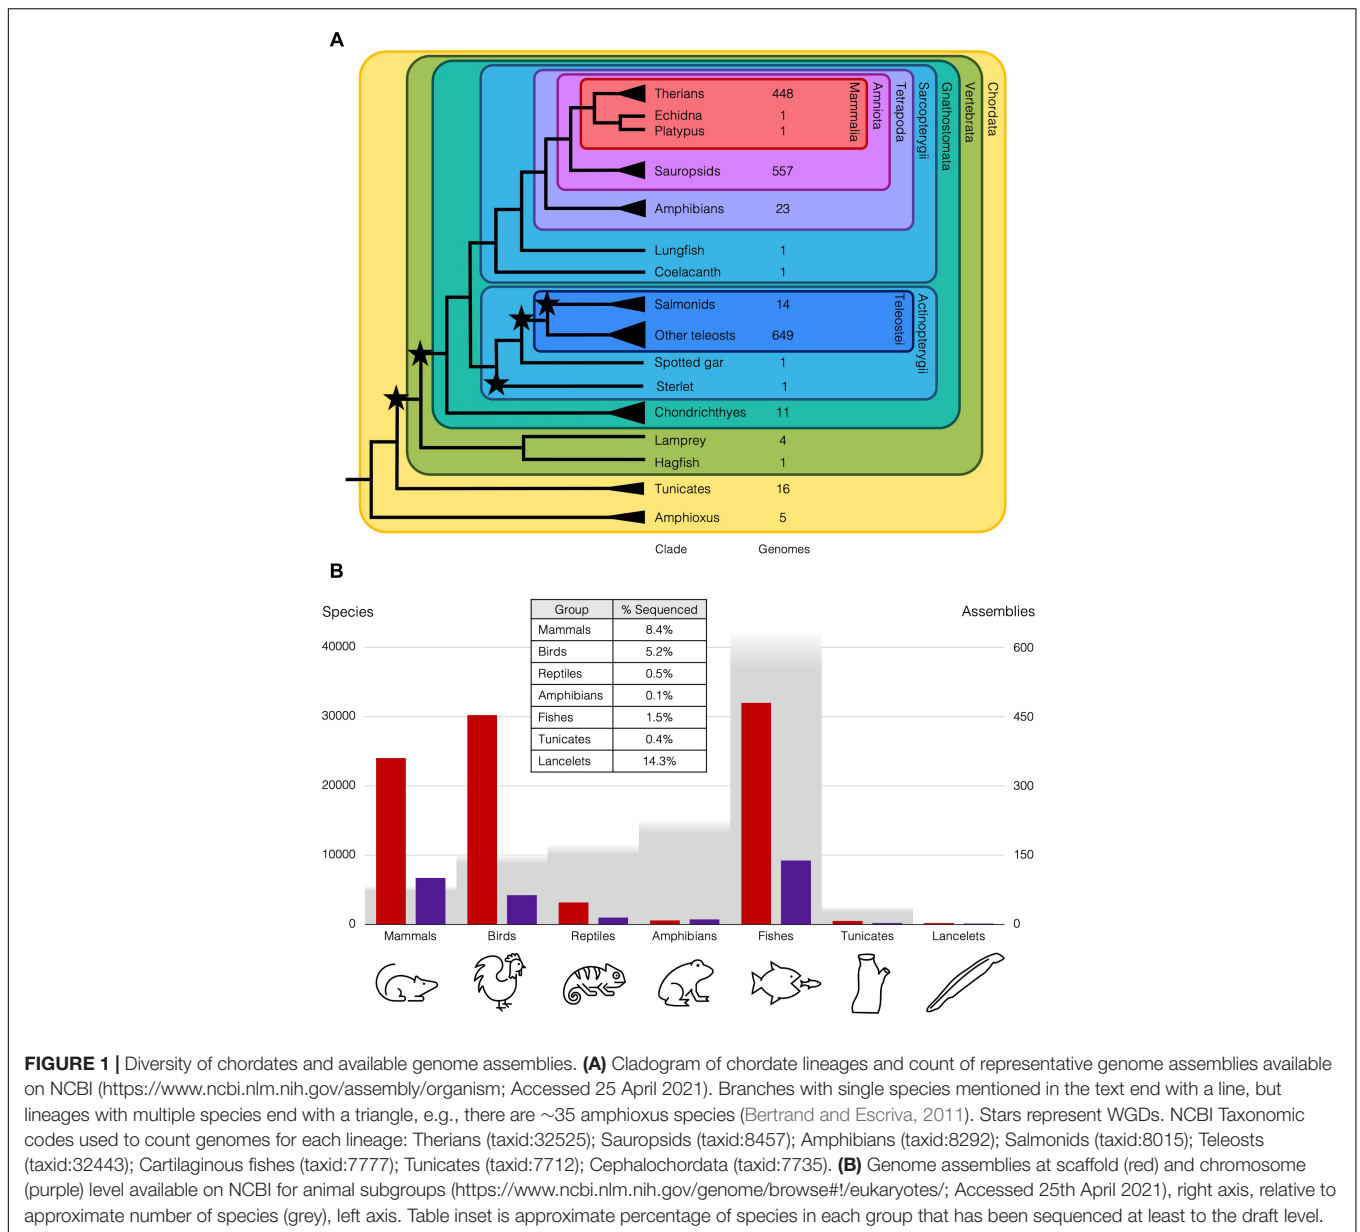 A
Therians 448
Echidna 1
Platypus 1
Sauropsids 557
Amphibians 23
Lungfish 1
Coelacanth 1
Salmonids 14
Other teleosts 649
Spotted gar 1
Sterlet 1
Chondrichthyes 11
Lamprey 4
Hagfish 1
Tunicates 16
Amphioxus 5
Clade Genomes
Mammalia
Amniota
Tetrapoda
Sarcopterygii
Gnathostomata
Vertebrata
Chordata
Teleostei
Actinopterygii
B
Species
Assemblies
Group % Sequenced
Mammals 8.4%
Birds 5.2%
Reptiles 0.5%
Amphibians 0.1%
Fishes 1.5%
Tunicates 0.4%
Lancelets 14.3%
40000 600
30000 450
20000 300
10000 150
0 0
Mammals Birds Reptiles Amphibians Fishes Tunicates Lancelets
FIGURE 1 | Diversity of chordates and available genome assemblies. (A) Cladogram of chordate lineages and count of representative genome assemblies available
on NCBI (https://www.ncbi.nlm.nih.gov/assembly/organism; Accessed 25 April 2021). Branches with single species mentioned in the text end with a line, but
lineages with multiple species end with a triangle, e.g., there are ∼35 amphioxus species (Bertrand and Escriva, 2011). Stars represent WGDs. NCBI Taxonomic
codes used to count genomes for each lineage: Therians (taxid:32525); Sauropsids (taxid:8457); Amphibians (taxid:8292); Salmonids (taxid:8015); Teleosts
(taxid:32443); Cartilaginous fishes (taxid:7777); Tunicates (taxid:7712); Cephalochordata (taxid:7735). (B) Genome assemblies at scaffold (red) and chromosome
(purple) level available on NCBI for animal subgroups (https://www.ncbi.nlm.nih.gov/genome/browse#!/eukaryotes/; Accessed 25th April 2021), right axis, relative to
approximate number of species (grey), left axis. Table inset is approximate percentage of species in each group that has been sequenced at least to the draft level.